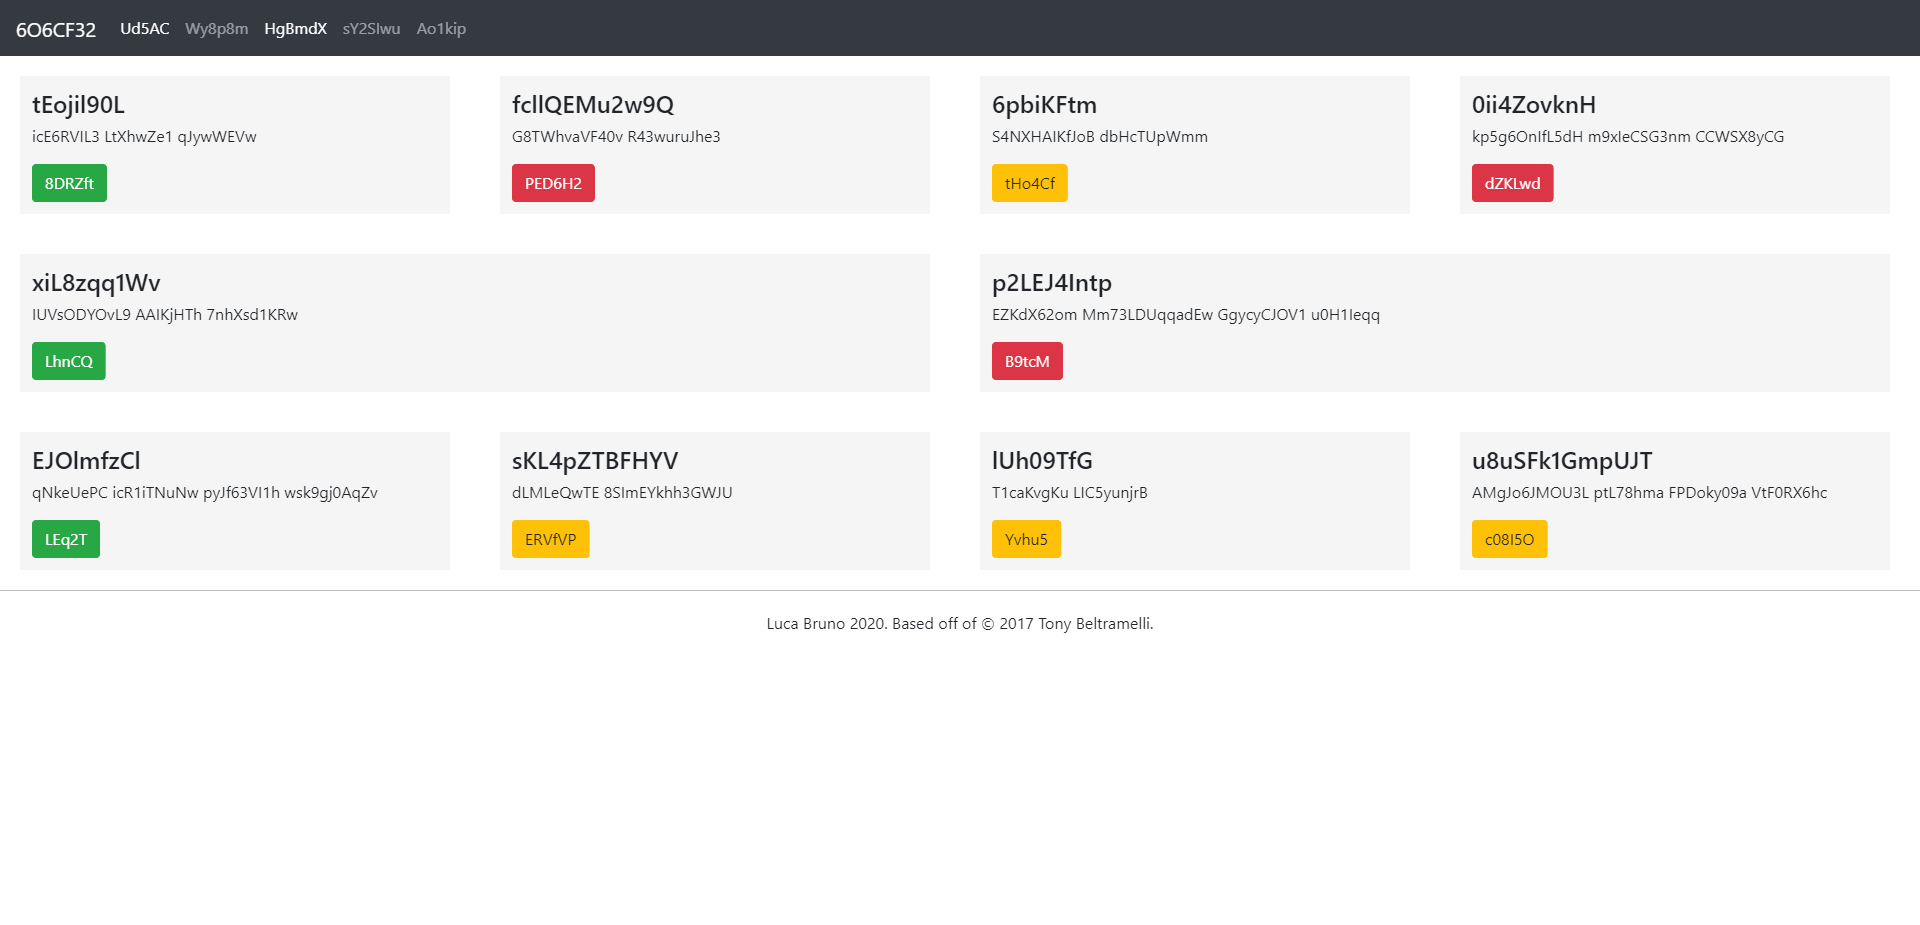 6O6CF32 Ud5AC Wy8p8m HgBmdX sY2SIwu Ao1kip
tEojil90L
icE6RVIL3 LtXhwZe1 qJywWEVw
8DRZft
fcllQEMu2w9Q
G8TWhvaVF40v R43wuruJhe3
PED6H2
6pbiKFtm
S4NXHAIKfJoB dbHcTUpWmm
tHo4Cf
0ii4ZovknH
kp5g6OnIfL5dH m9xIeCSG3nm CCWSX8yCG
dZKLwd
xiL8zqq1Wv
IUVsODYOvL9 AAIKjHTh 7nhXsd1KRw
LhnCQ
p2LEJ4Intp
EZKdX62om Mm73LDUqqadEw GgycyCJOV1 u0H1Ieqq
B9tcM
EJOlmfzCl
qNkeUePC icR1iTNuNw pyJf63VI1h wsk9gj0AqZv
LEq2T
sKL4pZTBFHYV
dLMLeQwTE 8SImEYkhh3GWJU
ERVfVP
lUh09TfG
T1caKvgKu LIC5yunjrB
Yvhu5
u8uSFk1GmpUJT
AMgJo6JMOU3L ptL78hma FPDoky09a VtF0RX6hc
c08I5O
Luca Bruno 2020. Based off of © 2017 Tony Beltramelli.